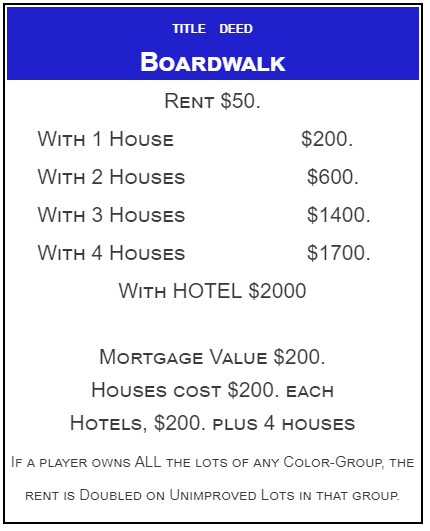 TITLE DEED
BOARDWALK
RENT $50.
WITH 1 HOUSE $200.
WITH 2 HOUSES $600.
WITH 3 HOUSES $1400.
WITH 4 HOUSES $1700.
WITH HOTEL $2000
MORTGAGE VALUE $200.
HOUSES COST $200. EACH
HOTELS, $200. PLUS 4 HOUSES
IF A PLAYER OWNS ALL THE LOTS OF ANY COLOR-GROUP, THE
RENT IS DOUBLED ON UNIMPROVED LOTS IN THAT GROUP.